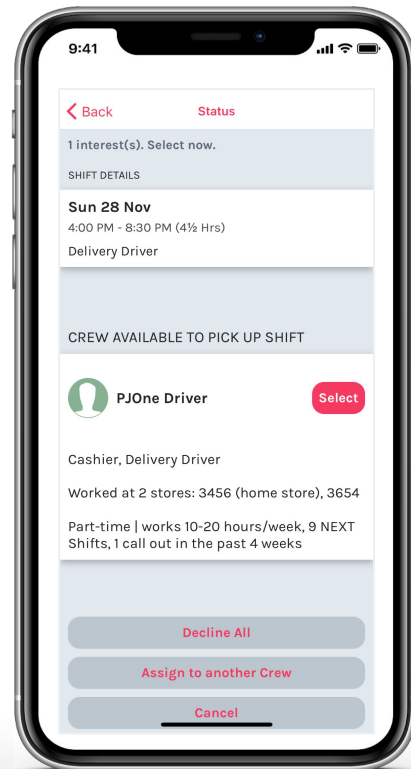 9:41
Back
Status
1 interest(s). Select now.
SHIFT DETAILS
Sun 28 Nov
4:00 PM - 8:30 PM (4½ Hrs)
Delivery Driver
CREW AVAILABLE TO PICK UP SHIFT
PJOne Driver
Select
Cashier, Delivery Driver
Worked at 2 stores: 3456 (home store), 3654
Part-time | works 10-20 hours/week, 9 NEXT
Shifts, 1 call out in the past 4 weeks
Decline All
Assign to another Crew
Cancel